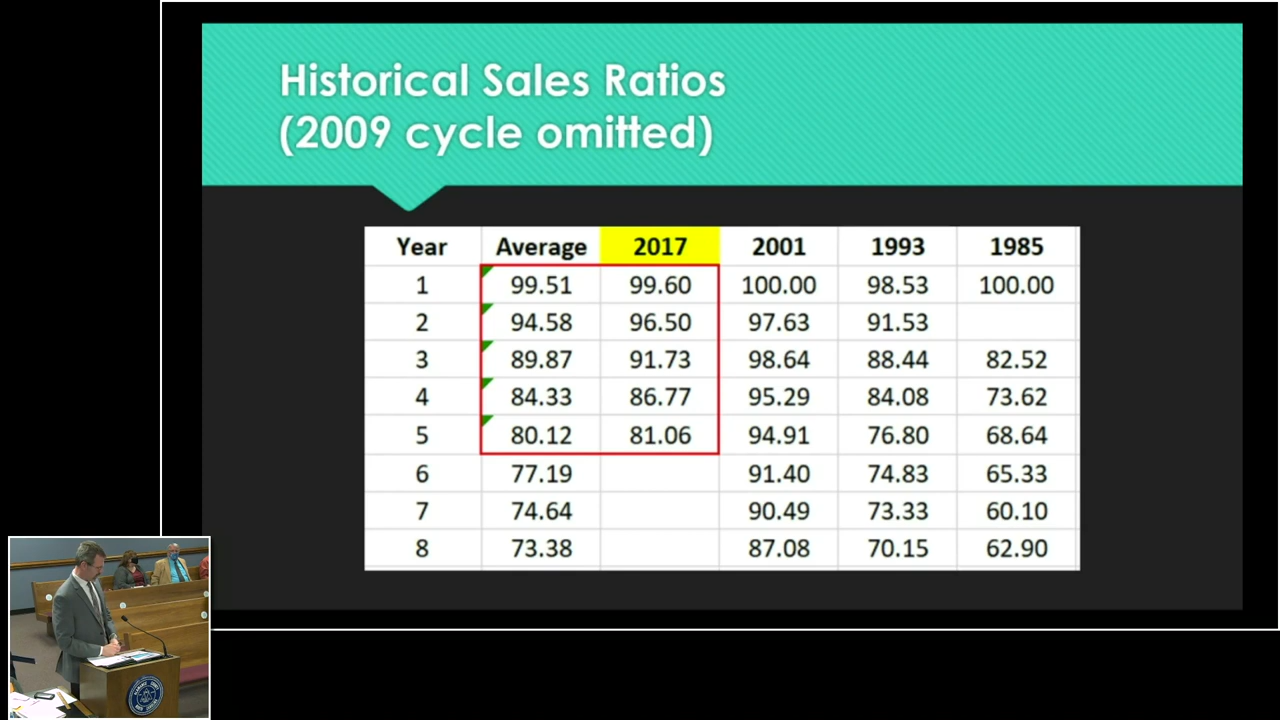 Historical Sales Ratios
(2009 cycle omitted)
Year Average 2017 2001 1993 1985
1 99.51 99.60 100.00 98.53 100.00
2 94.58 96.50 97.63 91.53
3 89.87 91.73 98.64 88.44 82.52
4 84.33 86.77 95.29 84.08 73.62
5 80.12 81.06 94.91 76.80 68.64
6 77.19 91.40 74.83 65.33
7 74.64 90.49 73.33 60.10
8 73.38 87.08 70.15 62.90